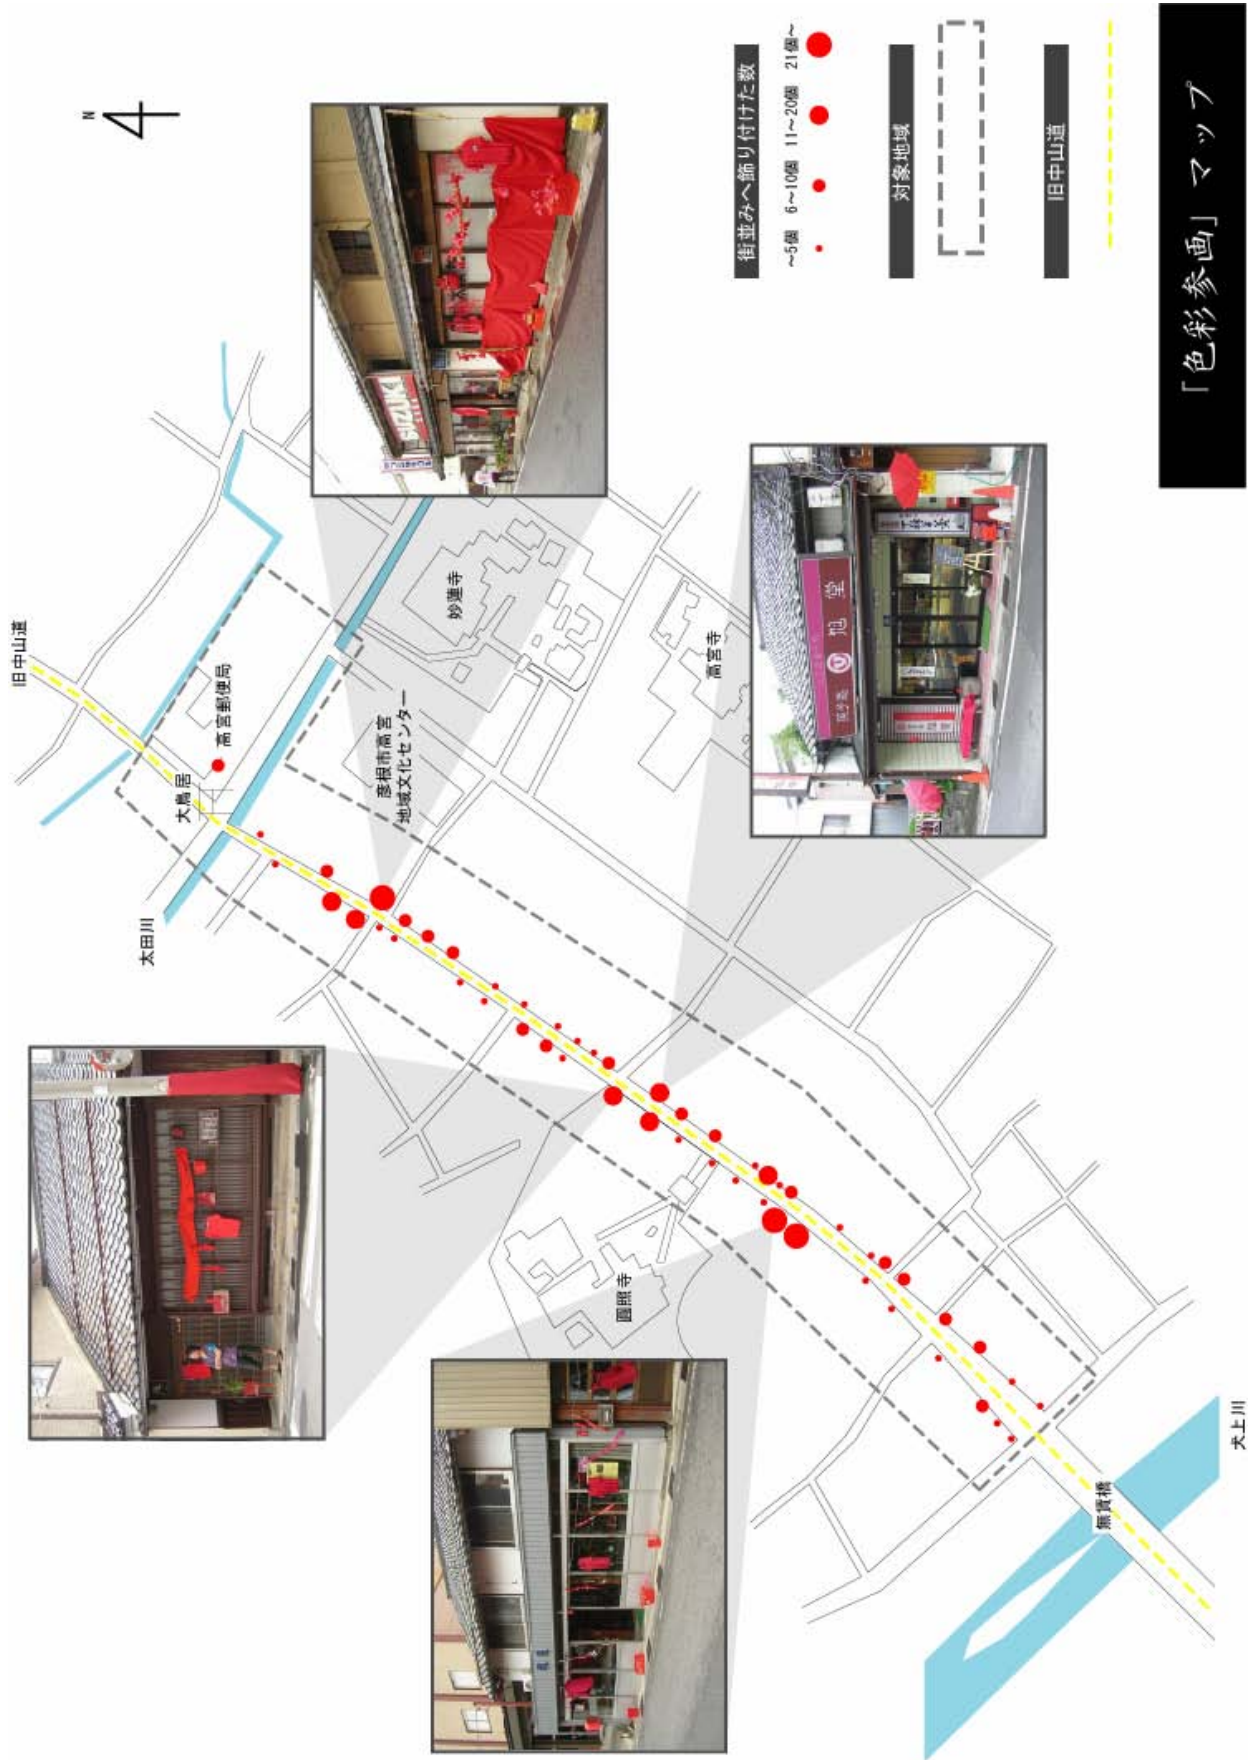 「色彩参画」マップ
街並みへ飾り付けた数
～5個 6～10個 11～20個 21個～
対象地域
旧中山道
N
旧中山道
高宮郵便局
大鳥居
太田川
彦根市高宮
地域文化センター
妙蓮寺
高宮寺
圓照寺
無賃橋
犬上川
SUZUKI
旭堂